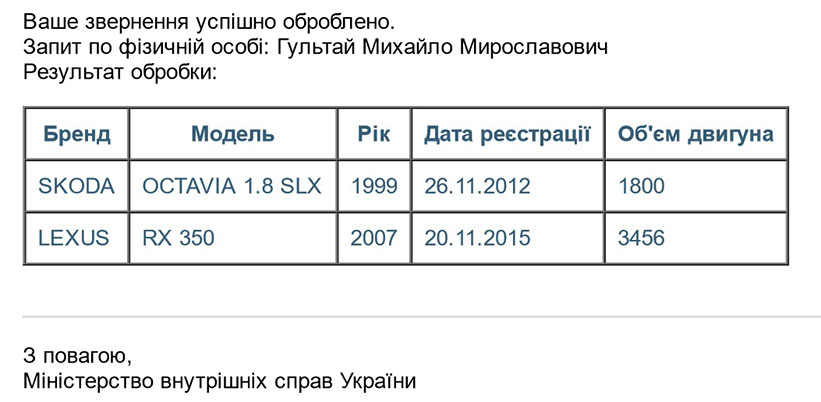 Ваше звернення успішно оброблено.
Запит по фізичній особі: Гультай Михайло Мирославович
Результат обробки:
Бренд Модель Рік Дата реєстрації Об'єм двигуна
SKODA OCTAVIA 1.8 SLX 1999 26.11.2012 1800
LEXUS RX 350 2007 20.11.2015 3456
З повагою,
Міністерство внутрішніх справ України